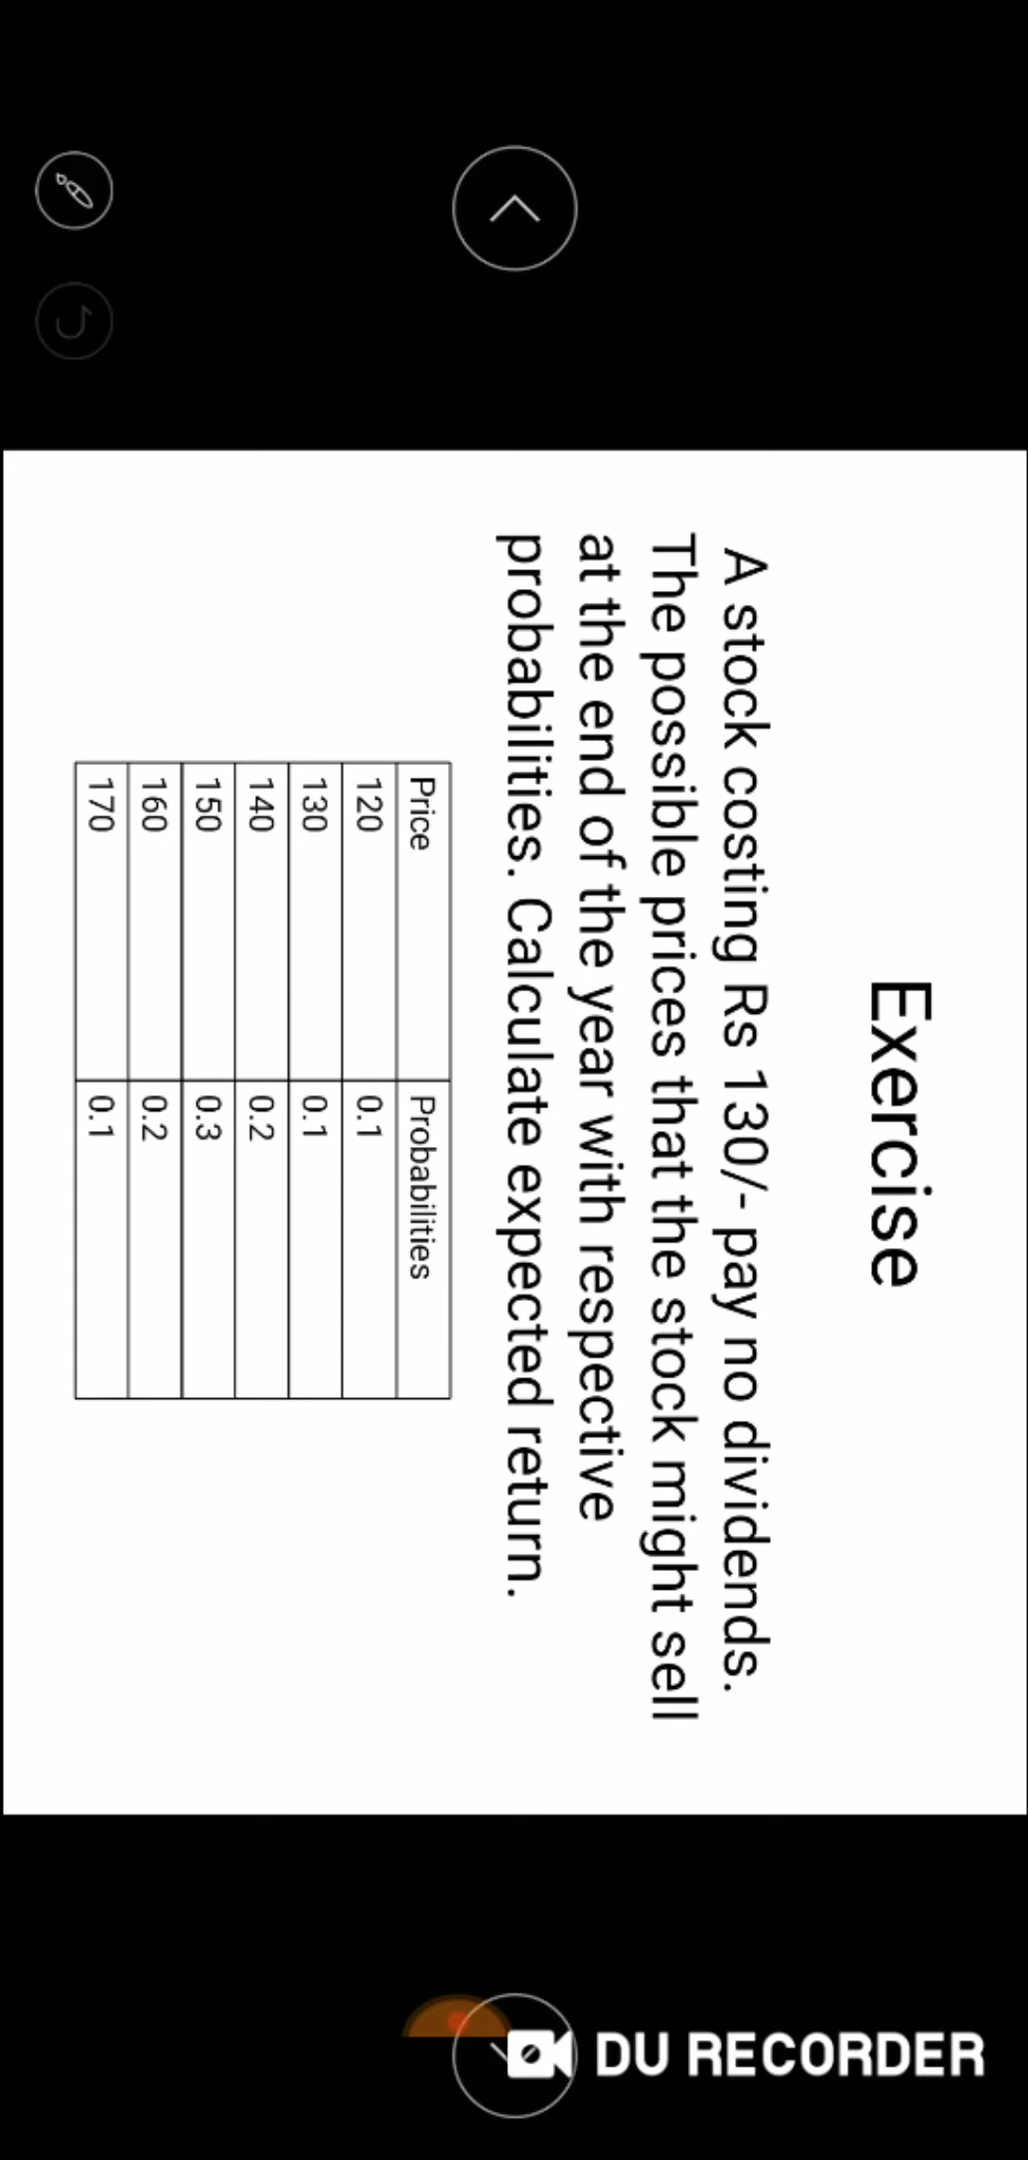 Exercise
A stock costing Rs 130/- pay no dividends.
The possible prices that the stock might sell
at the end of the year with respective
probabilities. Calculate expected return.
Price Probabilities
120 0.1
130 0.1
140 0.2
150 0.3
160 0.2
170 0.1
DU RECORDER